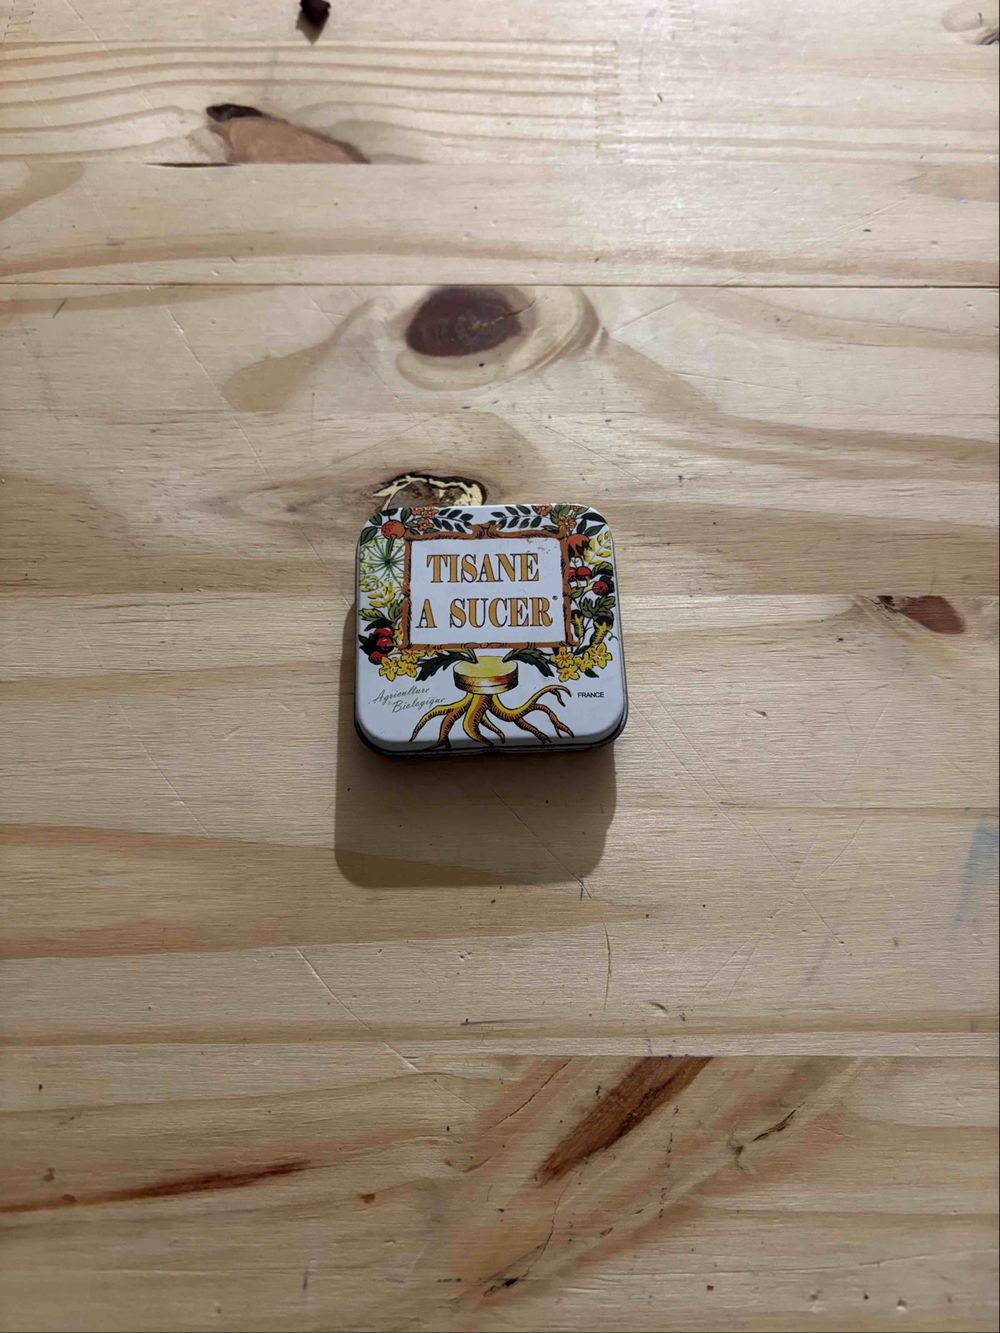 TISANE
A SUCER®
Agriculture
Biologique
FRANCE